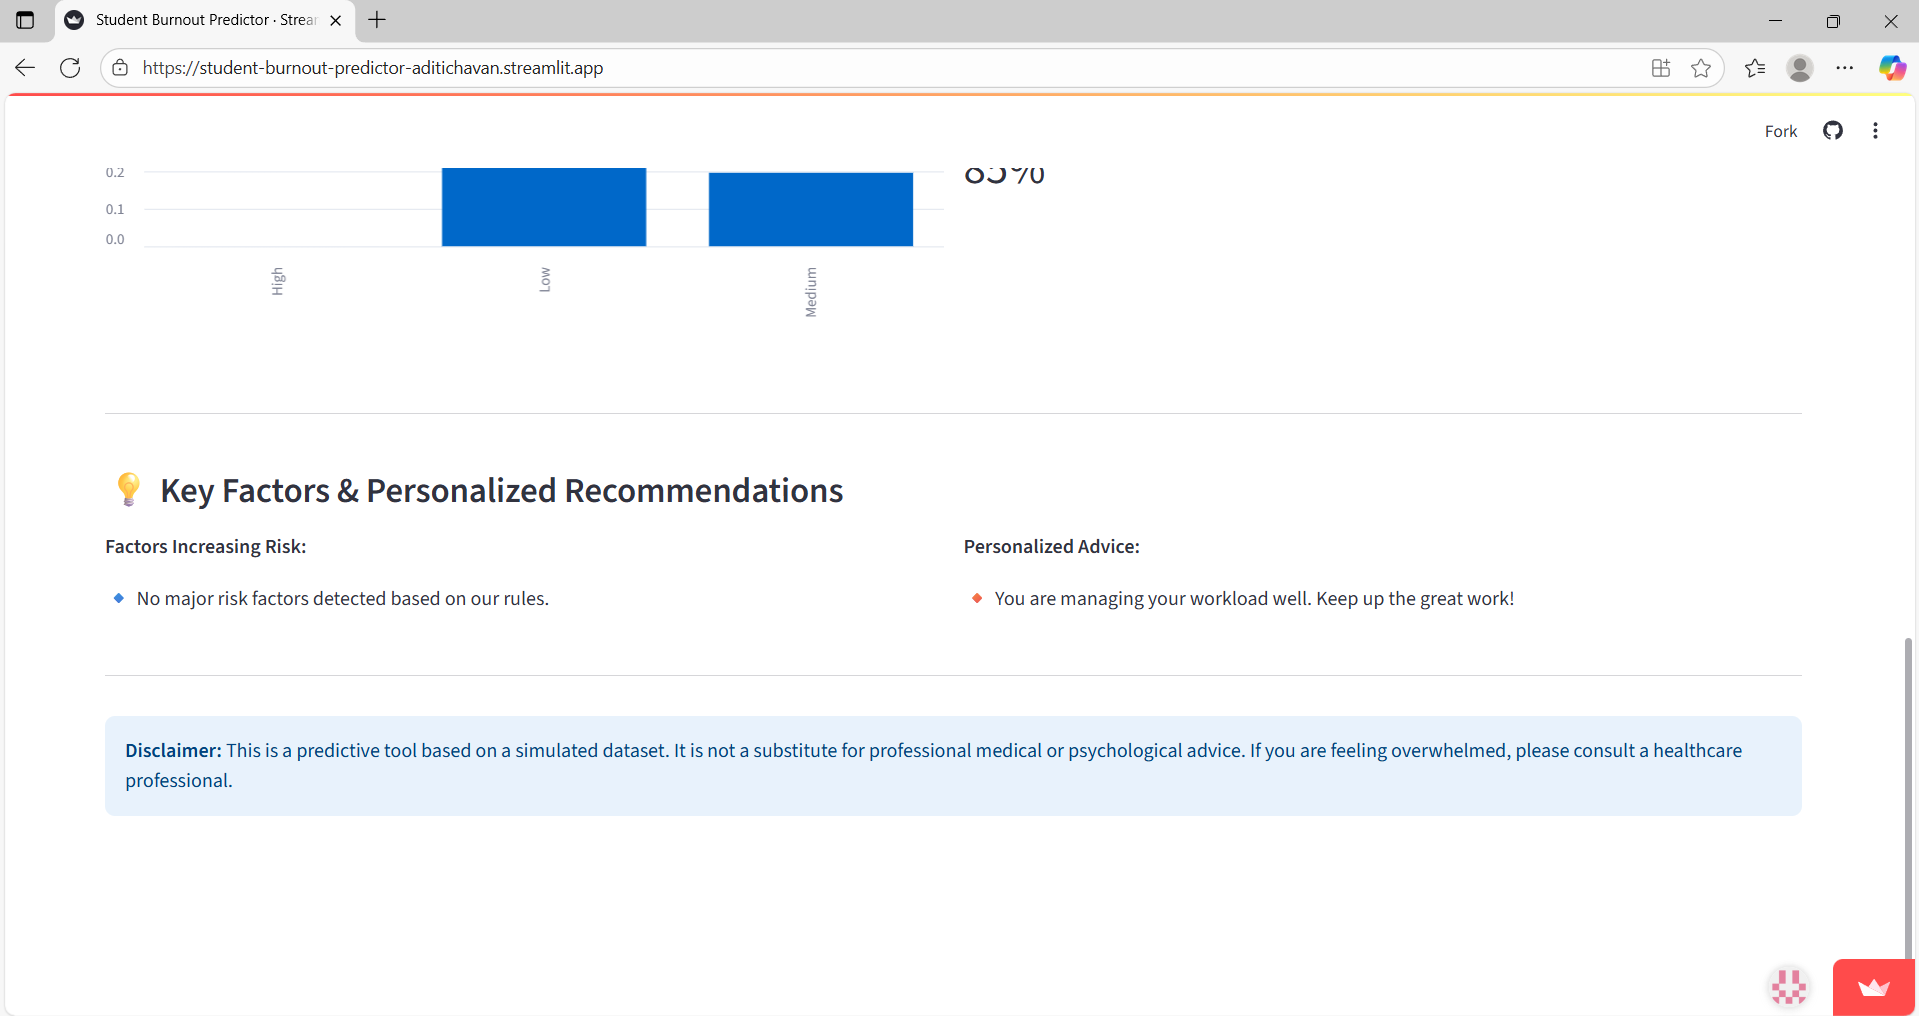 Student Burnout Predictor · Strea
https://student-burnout-predictor-aditichavan.streamlit.app
Fork
0.2
0.1
0.0
High
Low
Medium
85%
💡 Key Factors & Personalized Recommendations
Factors Increasing Risk:
🔹 No major risk factors detected based on our rules.
Personalized Advice:
🔸 You are managing your workload well. Keep up the great work!
Disclaimer: This is a predictive tool based on a simulated dataset. It is not a substitute for professional medical or psychological advice. If you are feeling overwhelmed, please consult a healthcare
professional.